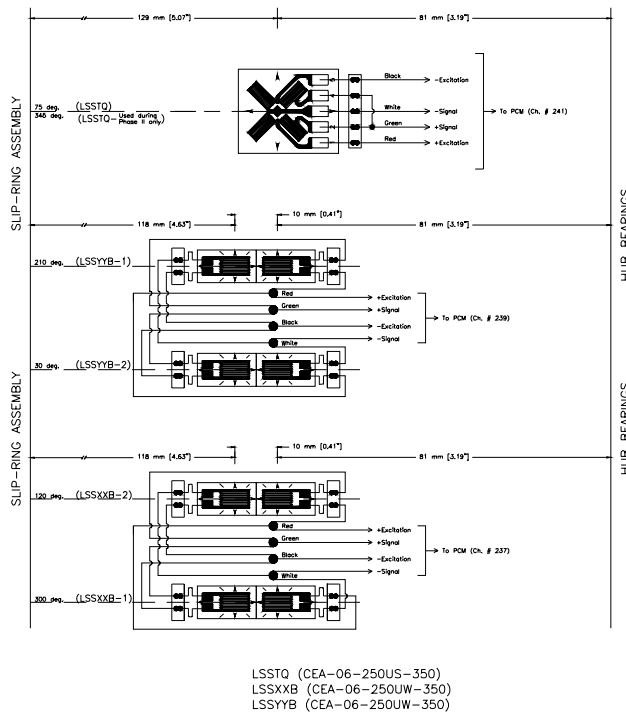 129 mm [5.07"]
81 mm [3.19"]
SLIP-RING ASSEMBLY
75 deg. (LSSTQ)
345 deg. (LSSTQ-Used during Phase II only)
5
4
3
2
1
Black
White
Green
Red
-Excitation
-Signal
+Signal
+Excitation
To PCM (Ch. # 241)
HUB BEARINGS
118 mm [4.63"]
10 mm [0.41"]
81 mm [3.19"]
210 deg. (LSSYYB-1)
Red
Green
Black
White
+Excitation
+Signal
-Excitation
-Signal
To PCM (Ch. # 239)
30 deg. (LSSYYB-2)
SLIP-RING ASSEMBLY
HUB BEARINGS
118 mm [4.63"]
10 mm [0.41"]
81 mm [3.19"]
120 deg. (LSSXXB-2)
Red
Green
Black
White
+Excitation
+Signal
-Excitation
-Signal
To PCM (Ch. # 237)
300 deg. (LSSXXB-1)
LSSTQ (CEA-06-250US-350)
LSSXXB (CEA-06-250UW-350)
LSSYYB (CEA-06-250UW-350)